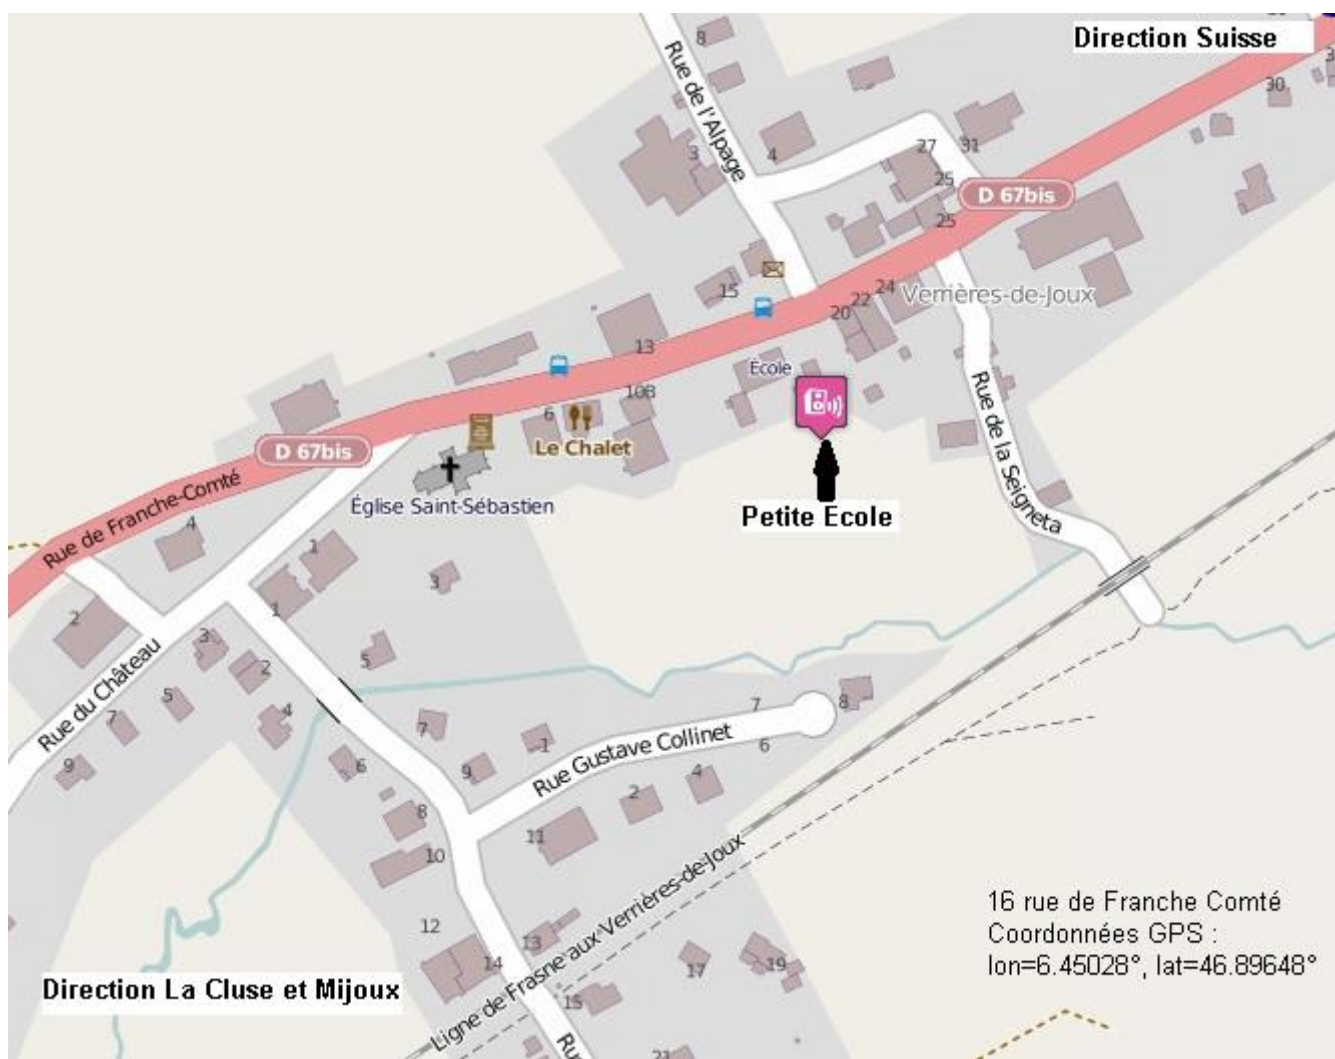 Direction Suisse
8
Rue de l'Alpage
30
3
4
27
31
26
D 67bis
25
15
24
Verrières-de-Joux
22
20
13
École
10B
6
Le Chalet
D 67bis
Église Saint-Sébastien
Petite Ecole
Rue de la Seigneta
Rue de Franche-Comté
4
1
3
1
2
3
5
2
Rue du Château
5
4
7
9
7
6
9
1
Rue Gustave Collinet
7
6
8
2
4
8
11
10
Ligne de Frasne aux Verrières-de-Joux
12
13
14
15
17
19
16 rue de Franche Comté
Coordonnées GPS :
lon=6.45028°, lat=46.89648°
Direction La Cluse et Mijoux